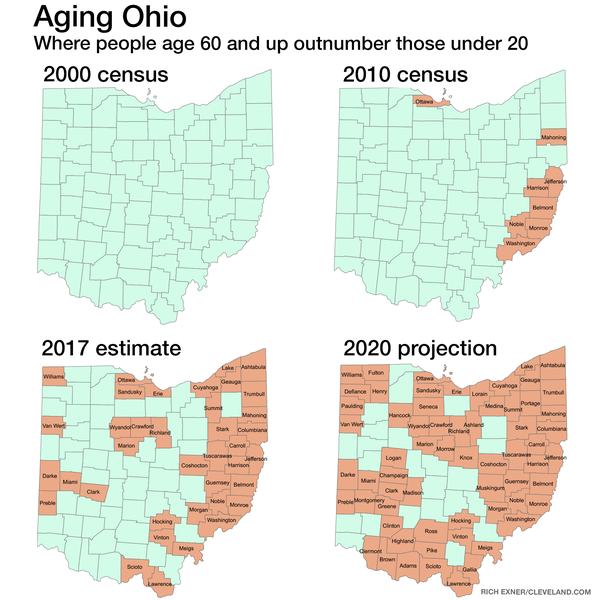 Aging Ohio
Where people age 60 and up outnumber those under 20
2000 census
2010 census
Ottawa
Mahoning
Jefferson
Harrison
Belmont
Noble
Monroe
Washington
2017 estimate
Lake
Ashtabula
Williams
Ottawa
Geauga
Sandusky
Erie
Cuyahoga
Trumbull
Summit
Mahoning
Van Wert
Wyandot
Crawford
Richland
Stark
Columbiana
Marion
Carroll
Tuscarawas
Jefferson
Coshocton
Harrison
Darke
Miami
Guernsey
Belmont
Clark
Noble
Monroe
Preble
Morgan
Washington
Hocking
Vinton
Meigs
Scioto
Lawrence
2020 projection
Lake
Ashtabula
Williams
Fulton
Ottawa
Geauga
Sandusky
Erie
Cuyahoga
Defiance
Henry
Lorain
Trumbull
Portage
Paulding
Seneca
Medina
Summit
Hancock
Mahoning
Van Wert
Wyandot
Crawford
Ashland
Richland
Stark
Columbiana
Marion
Carroll
Morrow
Knox
Tuscarawas
Jefferson
Logan
Coshocton
Harrison
Darke
Miami
Champaign
Guernsey
Belmont
Clark
Madison
Muskingum
Preble
Montgomery
Noble
Monroe
Greene
Morgan
Washington
Clinton
Ross
Hocking
Highland
Vinton
Clermont
Pike
Meigs
Brown
Adams
Scioto
Gallia
Lawrence
RICH EXNER/CLEVELAND.COM